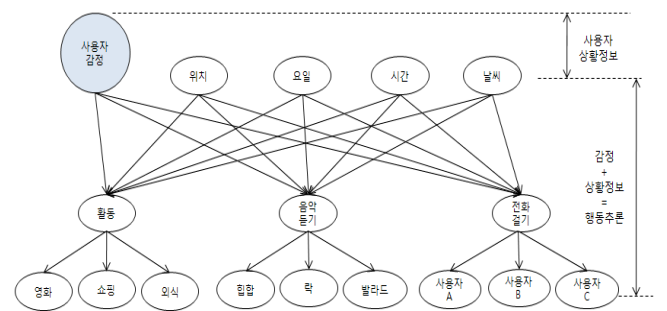 사용자
감정
위치
요일
시간
날씨
사용자
상황정보
활동
음악
듣기
전화
걸기
감정
+
상황정보
=
행동추론
영화
쇼핑
외식
힙합
락
발라드
사용자
A
사용자
B
사용자
C